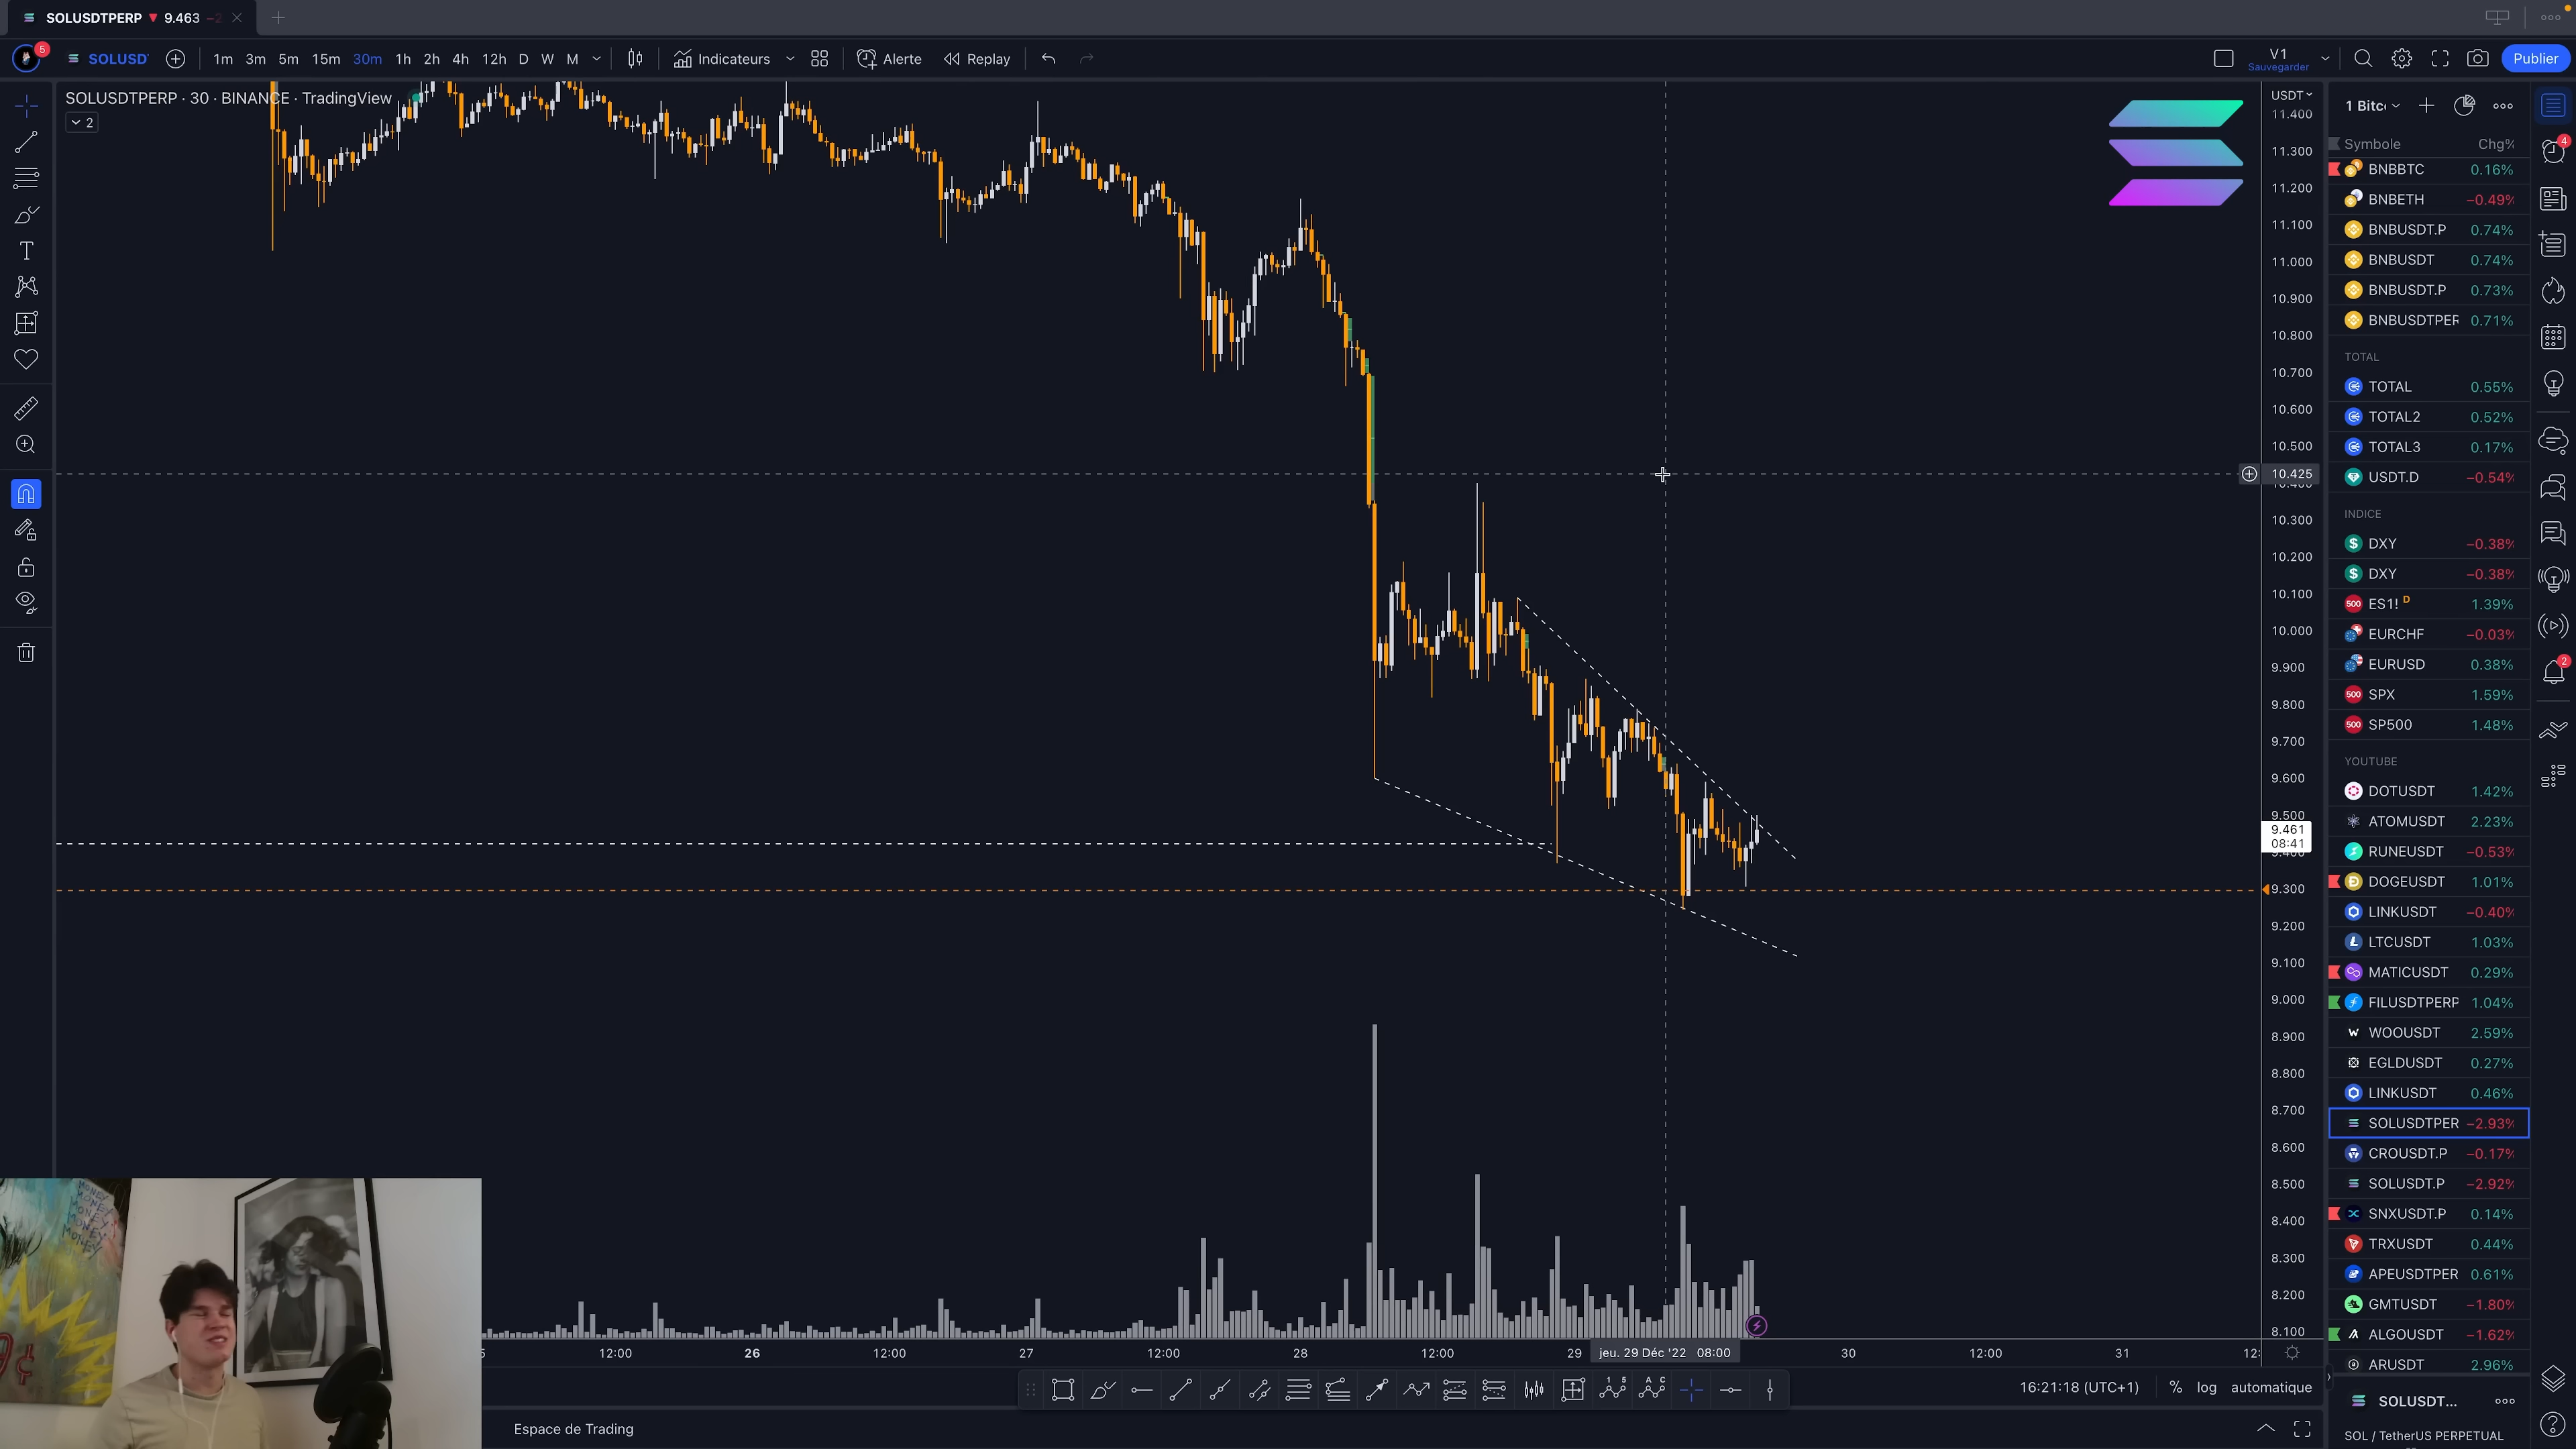 SOLUSDTPERP ▼ 9.463 −2
5
SOLUSD'
1m 3m 5m 15m 30m 1h 2h 4h 12h D W M
Indicateurs
Alerte
Replay
V1
Sauvegarder
Publier
SOLUSDTPERP · 30 · BINANCE · TradingView
2
USDT
11.400
11.300
11.200
11.100
11.000
10.900
10.800
10.700
10.600
10.500
10.425
10.300
10.200
10.100
10.000
9.900
9.800
9.700
9.600
9.500
9.461
08:41
9.300
9.200
9.100
9.000
8.900
8.800
8.700
8.600
8.500
8.400
8.300
8.200
8.100
1 Bitc
Symbole Chg%
BNBBTC 0.16%
BNBETH −0.49%
BNBUSDT.P 0.74%
BNBUSDT 0.74%
BNBUSDT.P 0.73%
BNBUSDTPER 0.71%
TOTAL
TOTAL 0.55%
TOTAL2 0.52%
TOTAL3 0.17%
USDT.D −0.54%
INDICE
DXY −0.38%
DXY −0.38%
ES1! D 1.39%
EURCHF −0.03%
EURUSD 0.38%
SPX 1.59%
SP500 1.48%
YOUTUBE
DOTUSDT 1.42%
ATOMUSDT 2.23%
RUNEUSDT −0.53%
DOGEUSDT 1.01%
LINKUSDT −0.40%
LTCUSDT 1.03%
MATICUSDT 0.29%
FILUSDTPERP 1.04%
WOOUSDT 2.59%
EGLDUSDT 0.27%
LINKUSDT 0.46%
SOLUSDTPER −2.93%
CROUSDT.P −0.17%
SOLUSDT.P −2.92%
SNXUSDT.P 0.14%
TRXUSDT 0.44%
APEUSDTPER 0.61%
GMTUSDT −1.80%
ALGOUSDT −1.62%
ARUSDT 2.96%
SOLUSDT...
SOL / TetherUS PERPETUAL
4
2
MONEY
MONEY
MONEY
MONEY
5 12:00 26 12:00 27 12:00 28 12:00 29 jeu. 29 Déc '22 08:00 30 12:00 31 12:
16:21:18 (UTC+1) % log automatique
Espace de Trading